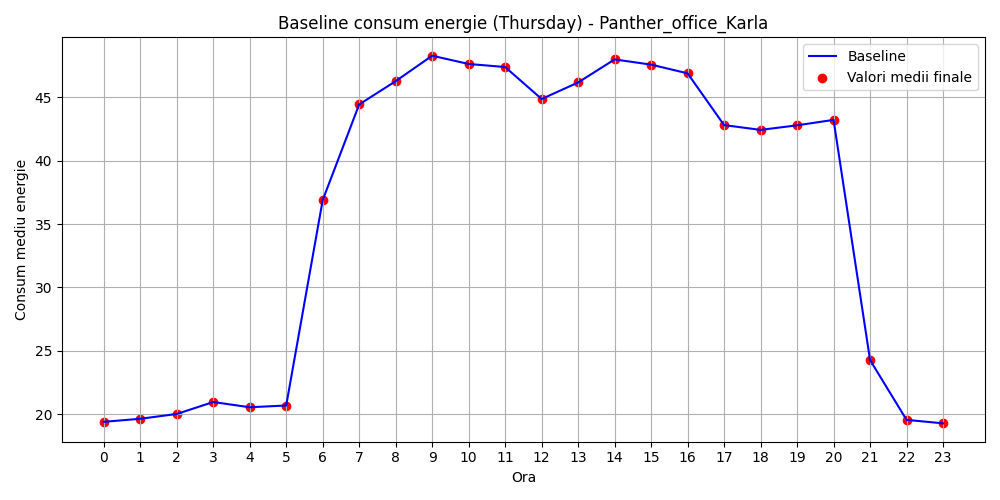 Baseline consum energie (Thursday) - Panther_office_Karla
Baseline
Valori medii finale
Consum mediu energie
45
40
35
30
25
20
0 1 2 3 4 5 6 7 8 9 10 11 12 13 14 15 16 17 18 19 20 21 22 23
Ora